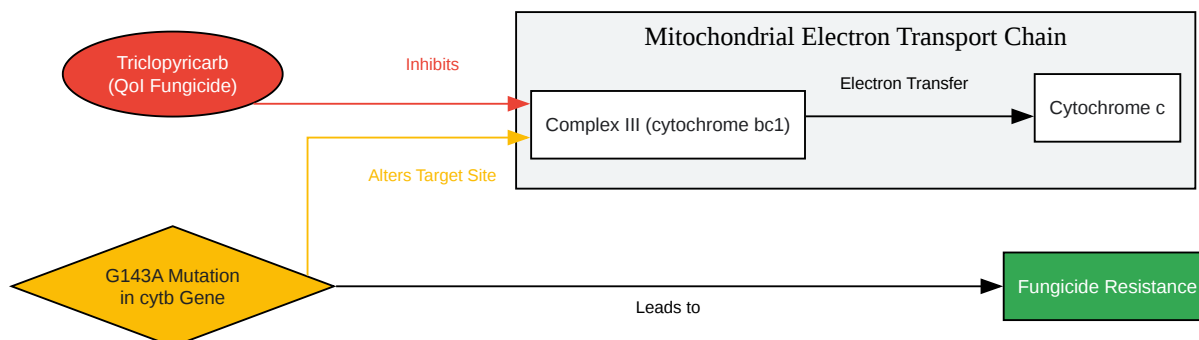 Mitochondrial Electron Transport Chain
Triclopyricarb
(QoI Fungicide)
Inhibits
Electron Transfer
Complex III (cytochrome bc1)
Cytochrome c
Alters Target Site
G143A Mutation
in cytb Gene
Leads to
Fungicide Resistance